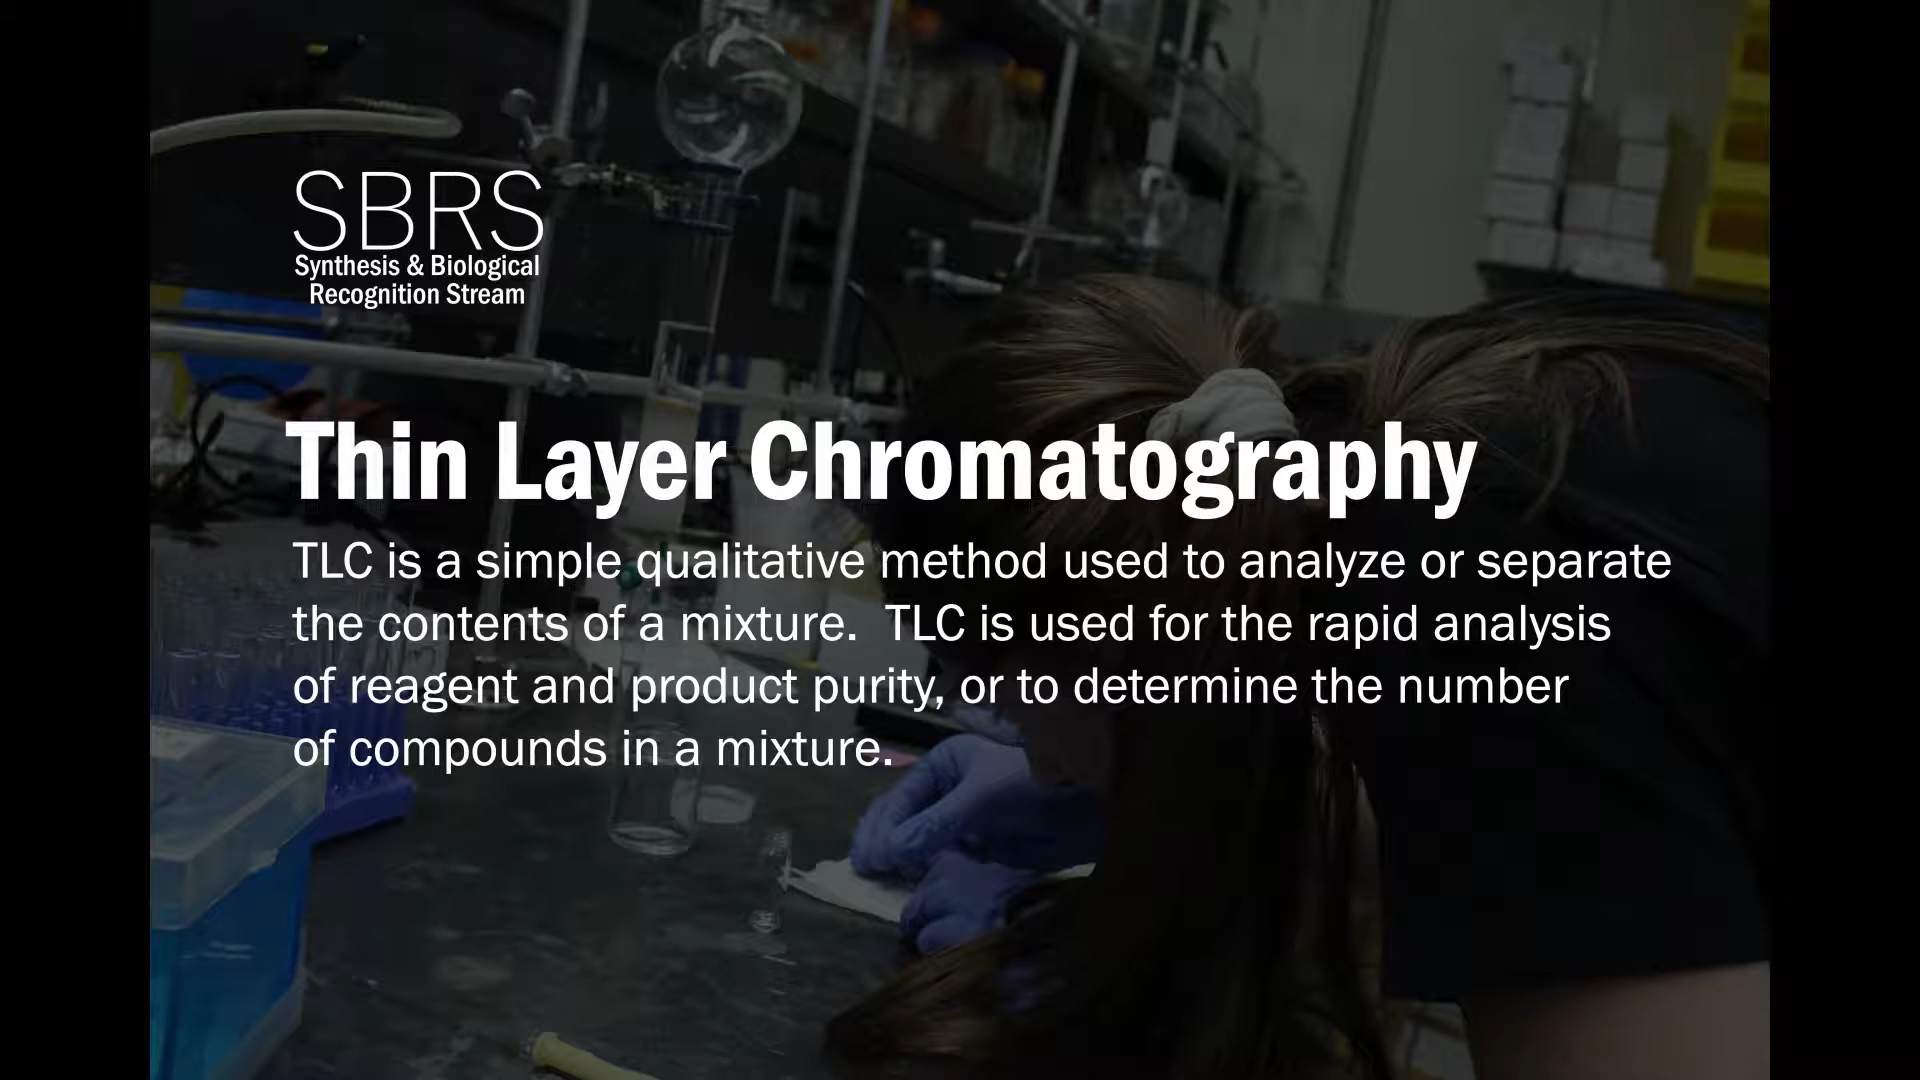 SBRS
Synthesis & Biological
Recognition Stream
Thin Layer Chromatography
TLC is a simple qualitative method used to analyze or separate
the contents of a mixture.  TLC is used for the rapid analysis
of reagent and product purity, or to determine the number
of compounds in a mixture.